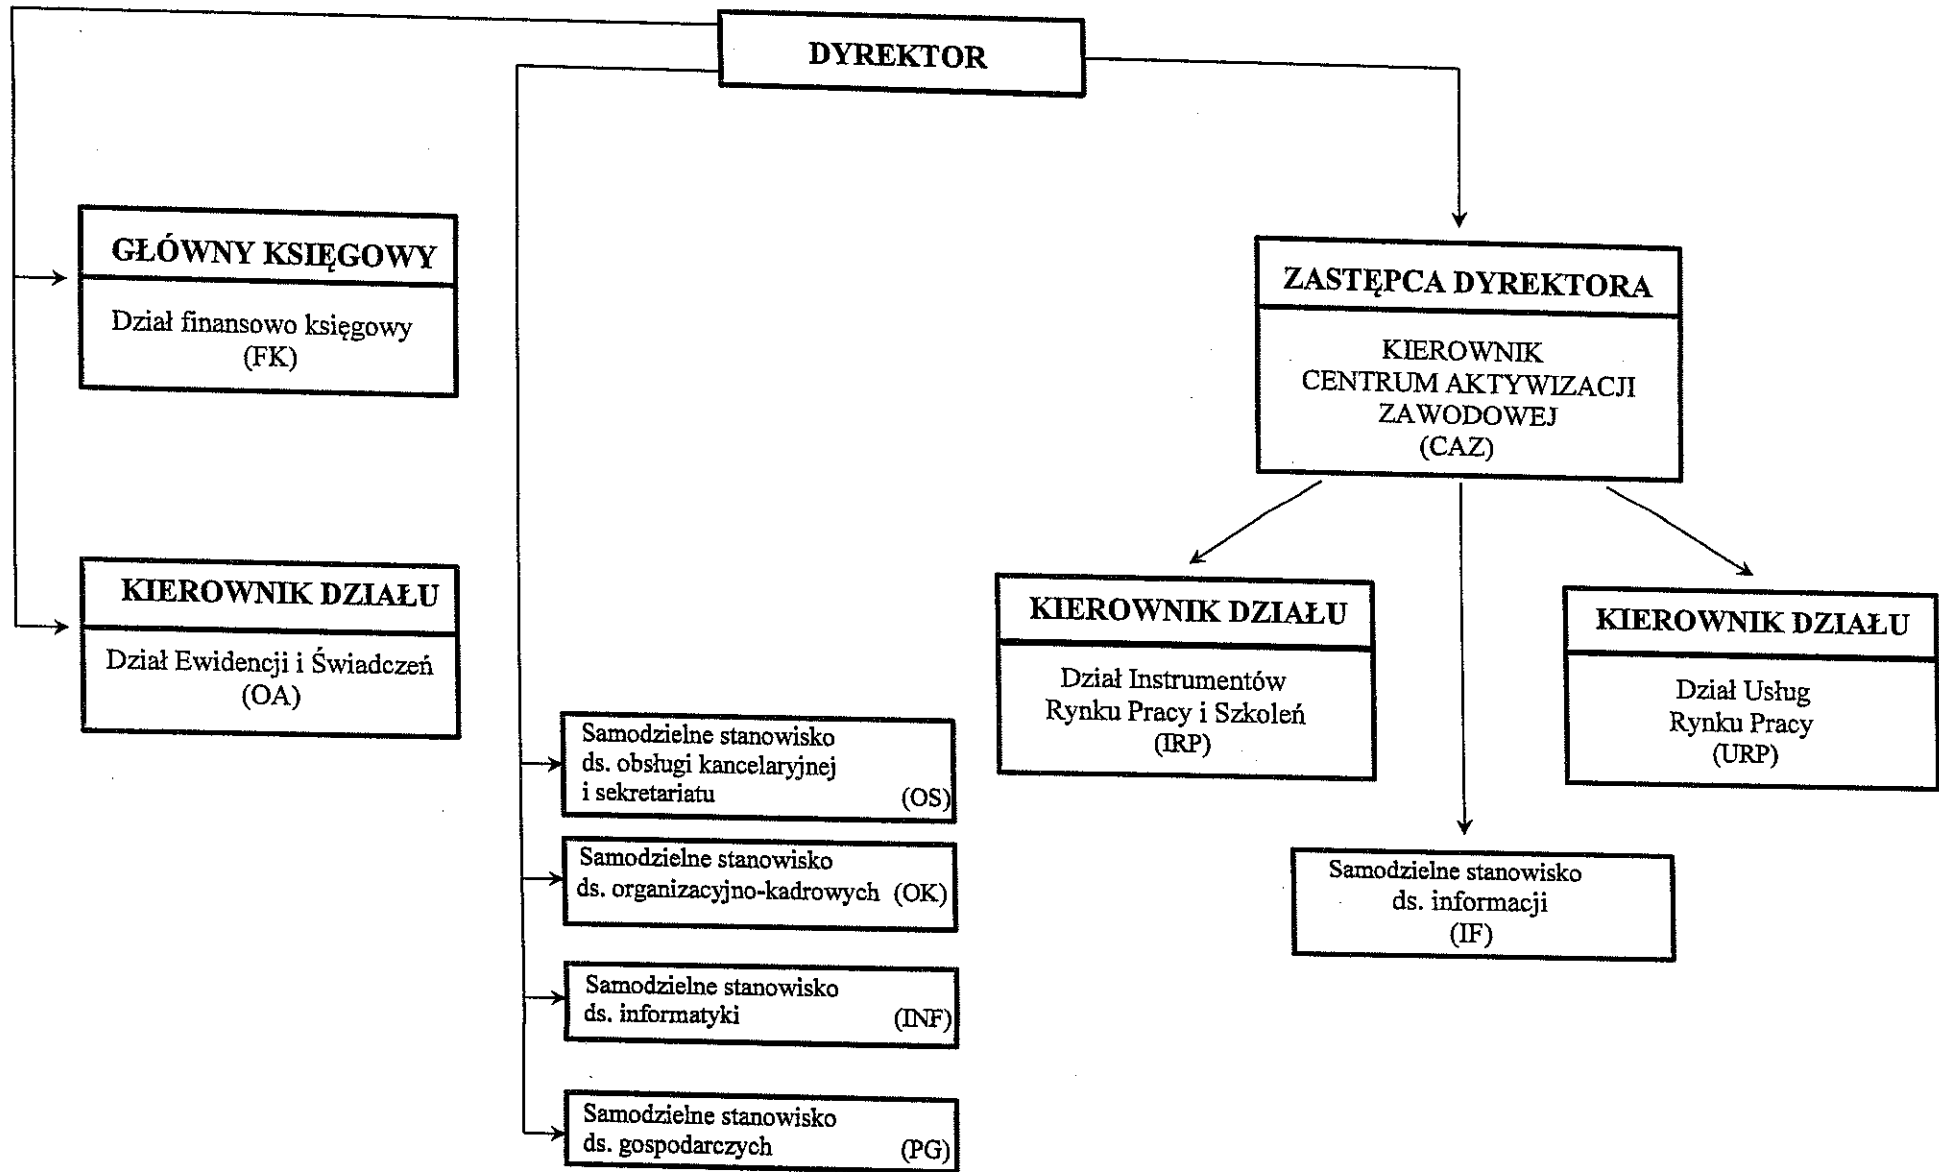 DYREKTOR
GŁÓWNY KSIĘGOWY
Dział finansowo księgowy
(FK)
KIEROWNIK DZIAŁU
Dział Ewidencji i Świadczeń
(OA)
Samodzielne stanowisko
ds. obsługi kancelaryjnej
i sekretariatu (OS)
Samodzielne stanowisko
ds. organizacyjno-kadrowych (OK)
Samodzielne stanowisko
ds. informatyki (INF)
Samodzielne stanowisko
ds. gospodarczych (PG)
ZASTĘPCA DYREKTORA
KIEROWNIK
CENTRUM AKTYWIZACJI
ZAWODOWEJ
(CAZ)
KIEROWNIK DZIAŁU
Dział Instrumentów
Rynku Pracy i Szkoleń
(IRP)
Samodzielne stanowisko
ds. informacji
(IF)
KIEROWNIK DZIAŁU
Dział Usług
Rynku Pracy
(URP)